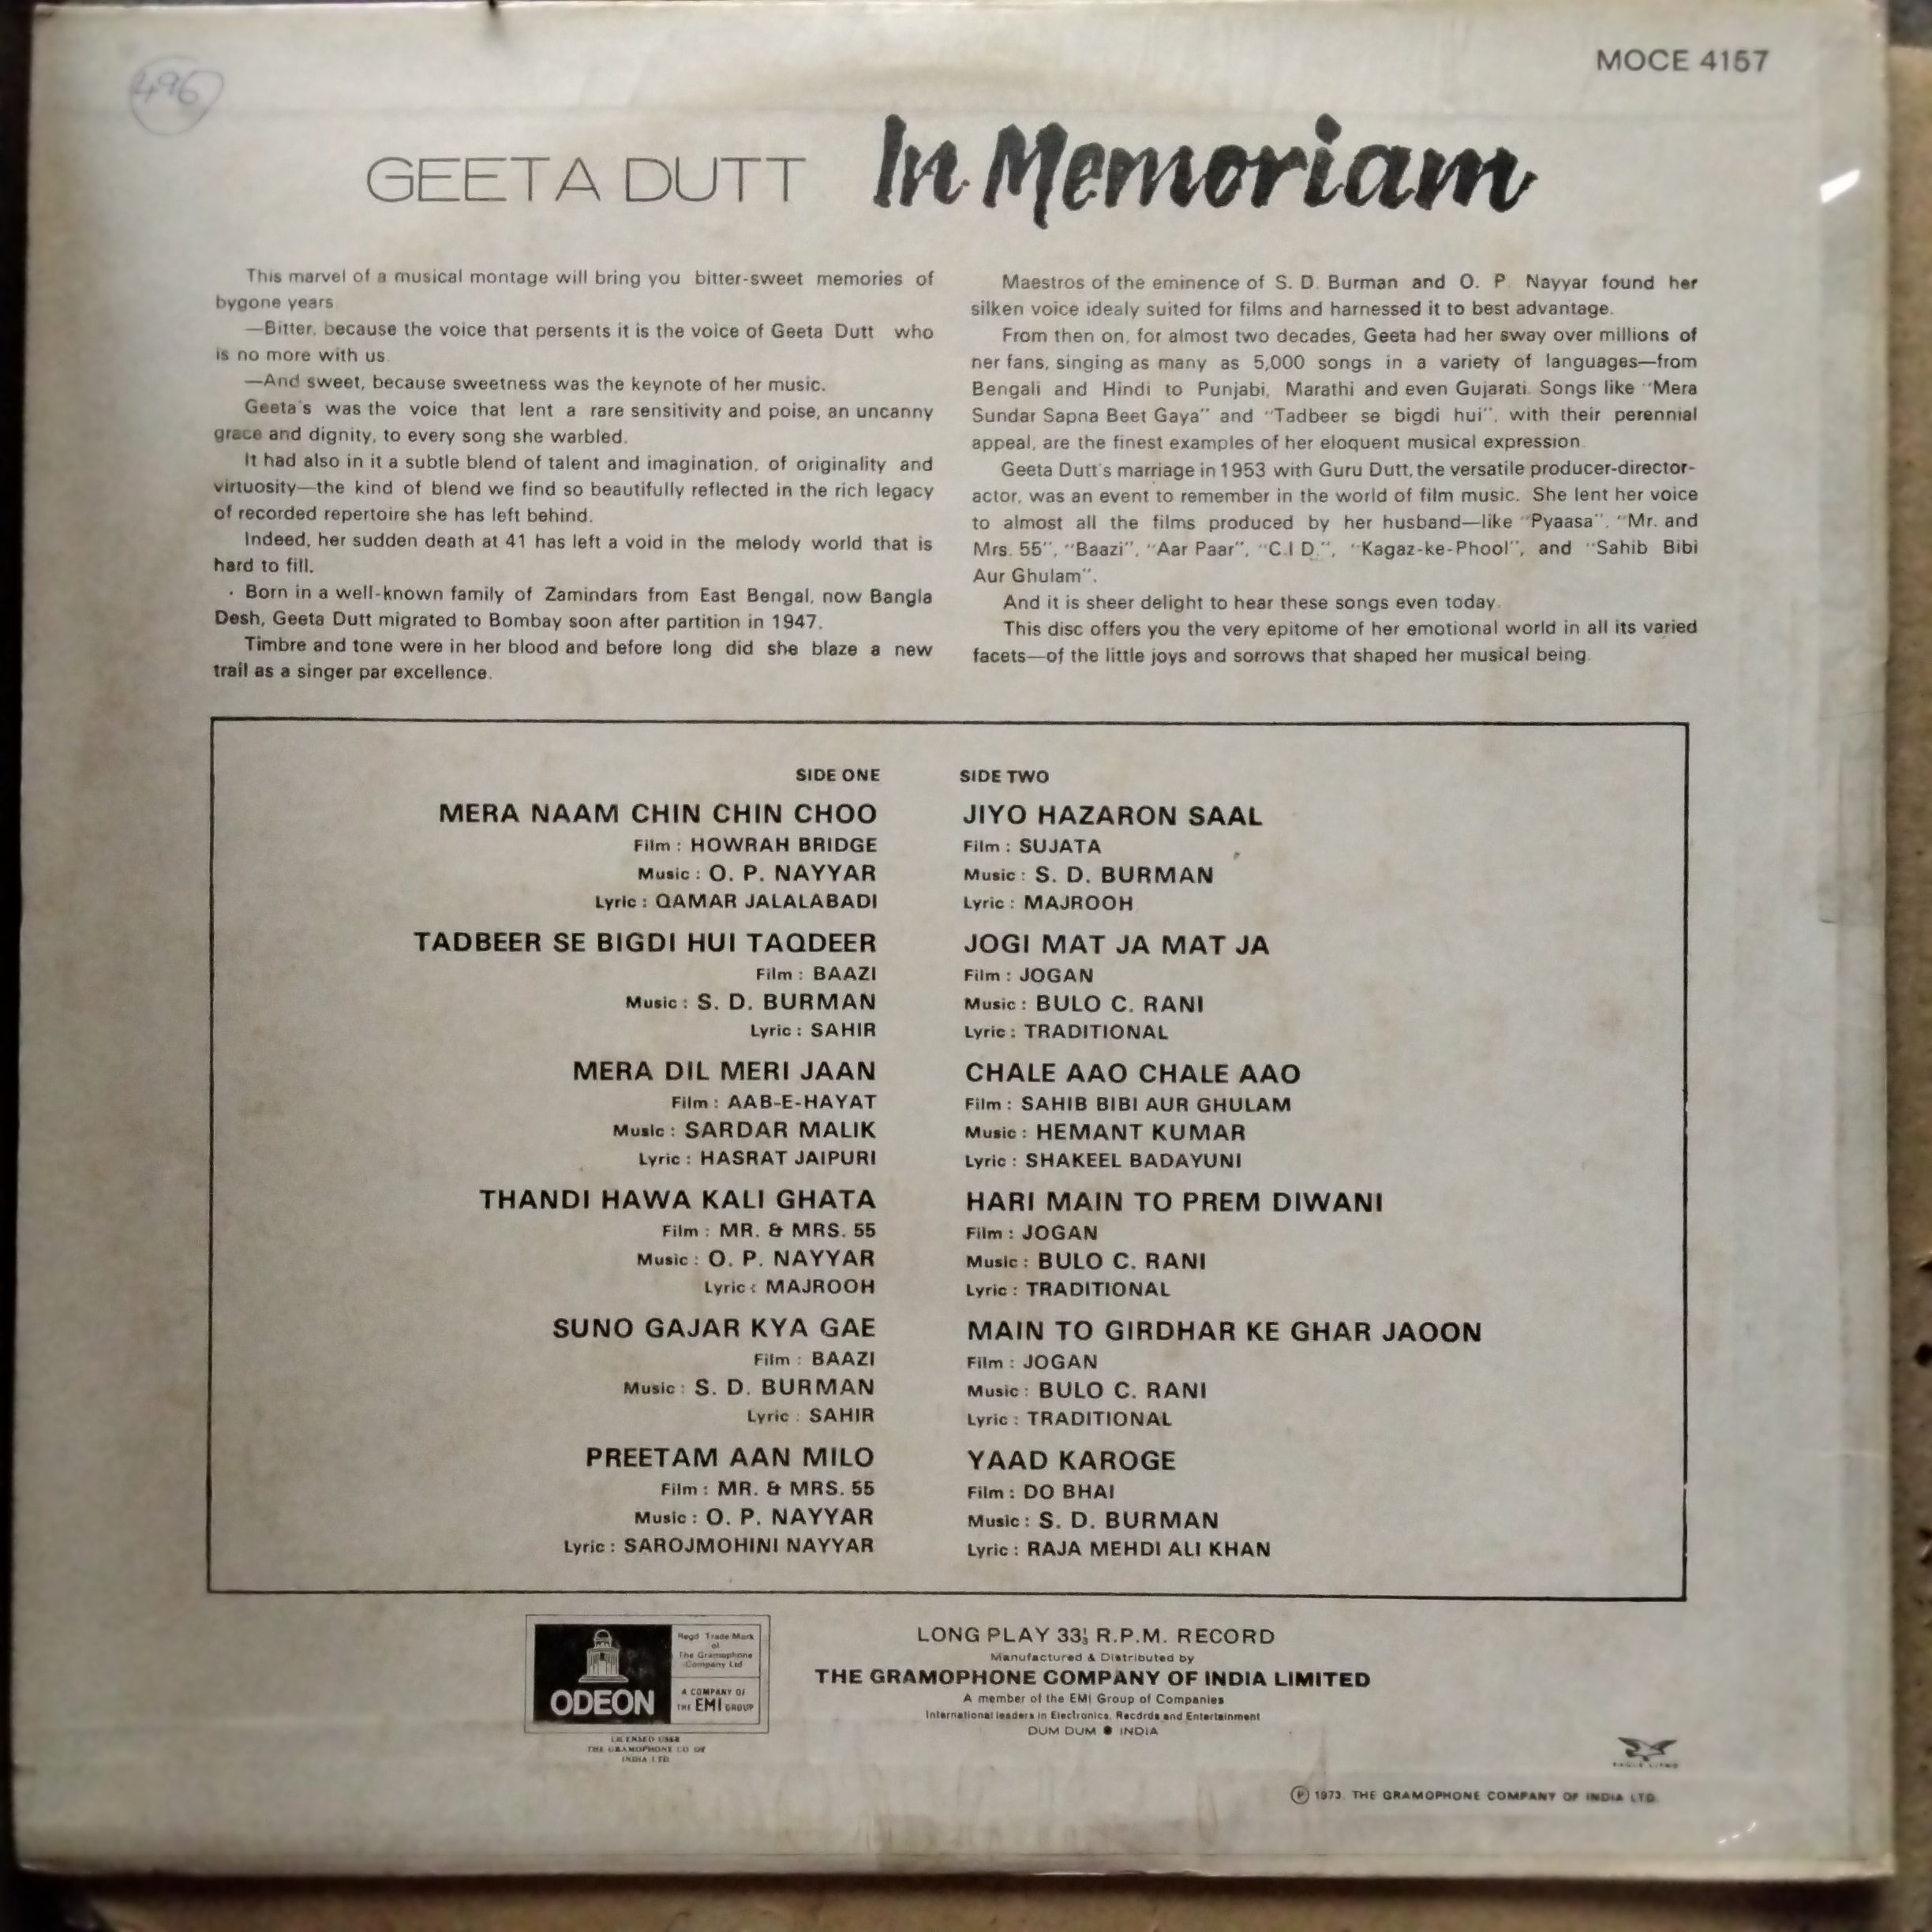 496
MOCE 4157
GEETA DUTT In Memoriam
This marvel of a musical montage will bring you bitter-sweet memories of
bygone years
—Bitter, because the voice that persents it is the voice of Geeta Dutt who
is no more with us.
—And sweet, because sweetness was the keynote of her music.
Geeta's was the voice that lent a rare sensitivity and poise, an uncanny
grace and dignity, to every song she warbled.
It had also in it a subtle blend of talent and imagination, of originality and
virtuosity—the kind of blend we find so beautifully reflected in the rich legacy
of recorded repertoire she has left behind.
Indeed, her sudden death at 41 has left a void in the melody world that is
hard to fill.
Born in a well-known family of Zamindars from East Bengal, now Bangla
Desh, Geeta Dutt migrated to Bombay soon after partition in 1947.
Timbre and tone were in her blood and before long did she blaze a new
trail as a singer par excellence.
Maestros of the eminence of S. D. Burman and O. P. Nayyar found her
silken voice idealy suited for films and harnessed it to best advantage.
From then on, for almost two decades, Geeta had her sway over millions of
ner fans, singing as many as 5,000 songs in a variety of languages—from
Bengali and Hindi to Punjabi, Marathi and even Gujarati. Songs like "Mera
Sundar Sapna Beet Gaya" and "Tadbeer se bigdi hui", with their perennial
appeal, are the finest examples of her eloquent musical expression.
Geeta Dutt's marriage in 1953 with Guru Dutt, the versatile producer-director-
actor, was an event to remember in the world of film music. She lent her voice
to almost all the films produced by her husband—like "Pyaasa", "Mr. and
Mrs. 55", "Baazi", "Aar Paar", "C.I D.", "Kagaz-ke-Phool", and "Sahib Bibi
Aur Ghulam".
And it is sheer delight to hear these songs even today.
This disc offers you the very epitome of her emotional world in all its varied
facets—of the little joys and sorrows that shaped her musical being.
SIDE ONE
MERA NAAM CHIN CHIN CHOO
Film : HOWRAH BRIDGE
Music : O. P. NAYYAR
Lyric : QAMAR JALALABADI
TADBEER SE BIGDI HUI TAQDEER
Film : BAAZI
Music : S. D. BURMAN
Lyric : SAHIR
MERA DIL MERI JAAN
Film : AAB-E-HAYAT
Music : SARDAR MALIK
Lyric : HASRAT JAIPURI
THANDI HAWA KALI GHATA
Film : MR. & MRS. 55
Music : O. P. NAYYAR
Lyric : MAJROOH
SUNO GAJAR KYA GAE
Film : BAAZI
Music : S. D. BURMAN
Lyric : SAHIR
PREETAM AAN MILO
Film : MR. & MRS. 55
Music : O. P. NAYYAR
Lyric : SAROJMOHINI NAYYAR
SIDE TWO
JIYO HAZARON SAAL
Film : SUJATA
Music : S. D. BURMAN
Lyric : MAJROOH
JOGI MAT JA MAT JA
Film : JOGAN
Music : BULO C. RANI
Lyric : TRADITIONAL
CHALE AAO CHALE AAO
Film : SAHIB BIBI AUR GHULAM
Music : HEMANT KUMAR
Lyric : SHAKEEL BADAYUNI
HARI MAIN TO PREM DIWANI
Film : JOGAN
Music : BULO C. RANI
Lyric : TRADITIONAL
MAIN TO GIRDHAR KE GHAR JAOON
Film : JOGAN
Music : BULO C. RANI
Lyric : TRADITIONAL
YAAD KAROGE
Film : DO BHAI
Music : S. D. BURMAN
Lyric : RAJA MEHDI ALI KHAN
ODEON
Regd Trade Mark
of
The Gramophone
Company Ltd
A COMPANY OF
THE EMI GROUP
LICENSED USER
THE GRAMOPHONE CO OF
INDIA LTD
LONG PLAY 33⅓ R.P.M. RECORD
Manufactured & Distributed by
THE GRAMOPHONE COMPANY OF INDIA LIMITED
A member of the EMI Group of Companies
International leaders in Electronics, Records and Entertainment
DUM DUM ● INDIA
Ⓟ 1973, THE GRAMOPHONE COMPANY OF INDIA LTD